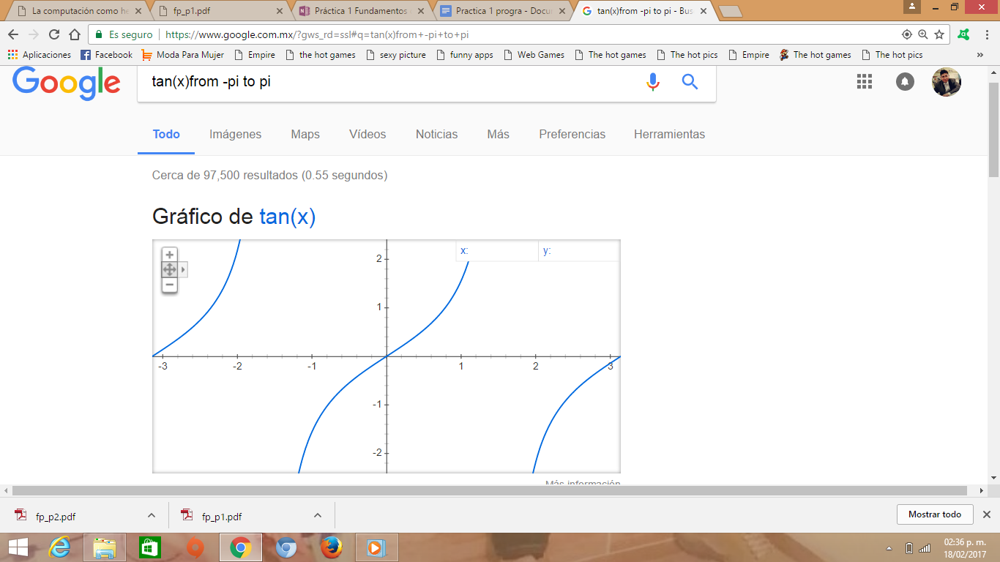 La computación como he
fp_p1.pdf
Práctica 1 Fundamentos
Practica 1 progra - Docu
tan(x)from -pi to pi - Bus
Es seguro https://www.google.com.mx/?gws_rd=ssl#q=tan(x)from+-pi+to+pi
Aplicaciones Facebook Moda Para Mujer Empire the hot games sexy picture funny apps Web Games The hot games The hot pics Empire The hot games The hot pics »
Google
tan(x)from -pi to pi
Todo Imágenes Maps Vídeos Noticias Más Preferencias Herramientas
Cerca de 97,500 resultados (0.55 segundos)
Gráfico de tan(x)
x: y:
2
1
-3 -2 -1 1 2 3
-1
-2
Más información
fp_p2.pdf
fp_p1.pdf
Mostrar todo
02:36 p. m.
18/02/2017